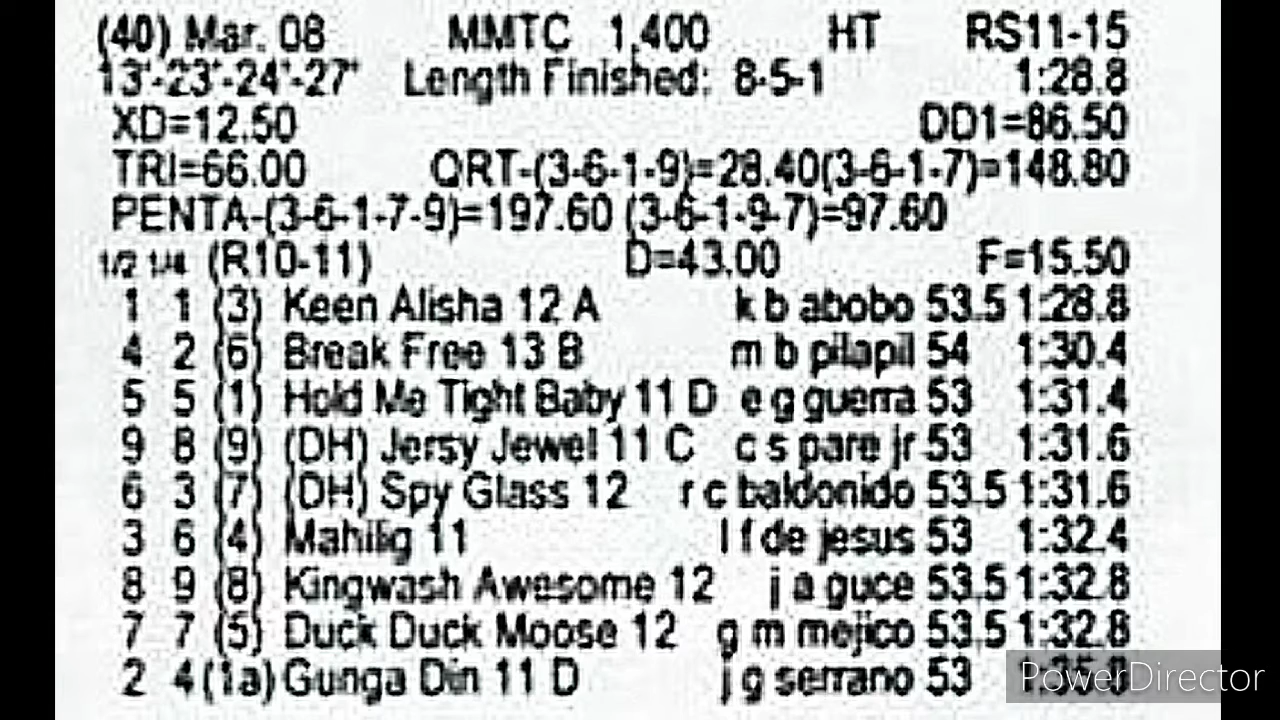 (40) Mar. 08 MMTC 1,400 HT RS11-15
13'-23'-24'-27' Length Finished: 8-5-1 1:28.8
XD=12.50 DD1=86.50
TRI=66.00 QRT-(3-6-1-9)=28.40(3-6-1-7)=148.80
PENTA-(3-6-1-7-9)=197.60 (3-6-1-9-7)=97.60
1/2 1/4 (R10-11) D=43.00 F=15.50
1 1 (3) Keen Alisha 12 A k b abobo 53.5 1:28.8
4 2 (6) Break Free 13 B m b pilapil 54 1:30.4
5 5 (1) Hold Me Tight Baby 11 D e g guerra 53 1:31.4
9 8 (9) (DH) Jersy Jewel 11 C c s pare jr 53 1:31.6
6 3 (7) (DH) Spy Glass 12 r c baldonido 53.5 1:31.6
3 6 (4) Mahilig 11 l f de jesus 53 1:32.4
8 9 (8) Kingwash Awesome 12 j a guce 53.5 1:32.8
7 7 (5) Duck Duck Moose 12 g m mejico 53.5 1:32.8
2 4 (1a) Gunga Din 11 D j g serrano 53
PowerDirector